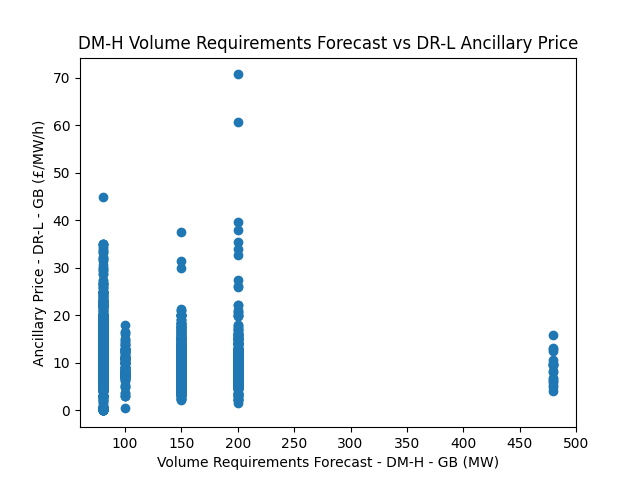 DM-H Volume Requirements Forecast vs DR-L Ancillary Price
70
60
50
40
30
20
10
0
Ancillary Price - DR-L - GB (£/MW/h)
100 150 200 250 300 350 400 450 500
Volume Requirements Forecast - DM-H - GB (MW)